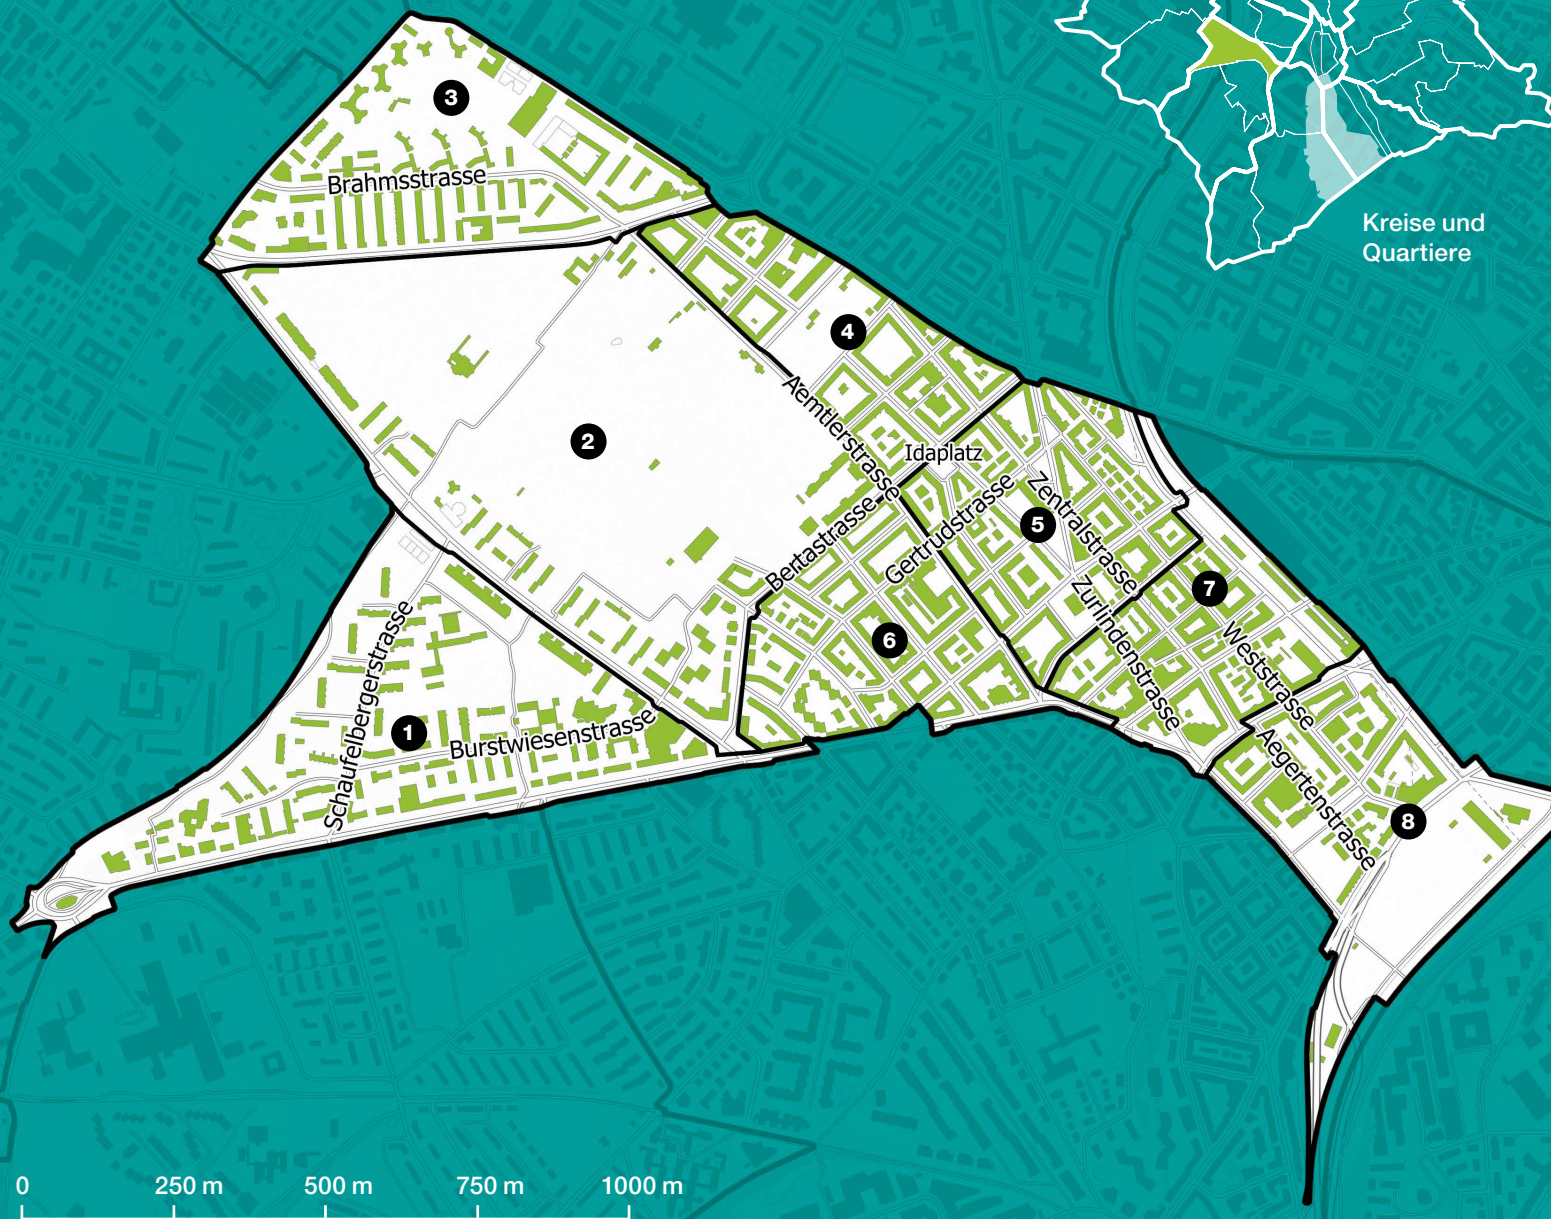 Kreise und
Quartiere
3
Brahmsstrasse
4
Aemtlerstrasse
2
Idaplatz
Zentralstrasse
Gertrudstrasse
5
Bertastrasse
7
Zurlindenstrasse
6
Weststrasse
Schaufelbergerstrasse
1
Burstwiesenstrasse
Aegertenstrasse
8
0 250 m 500 m 750 m 1000 m